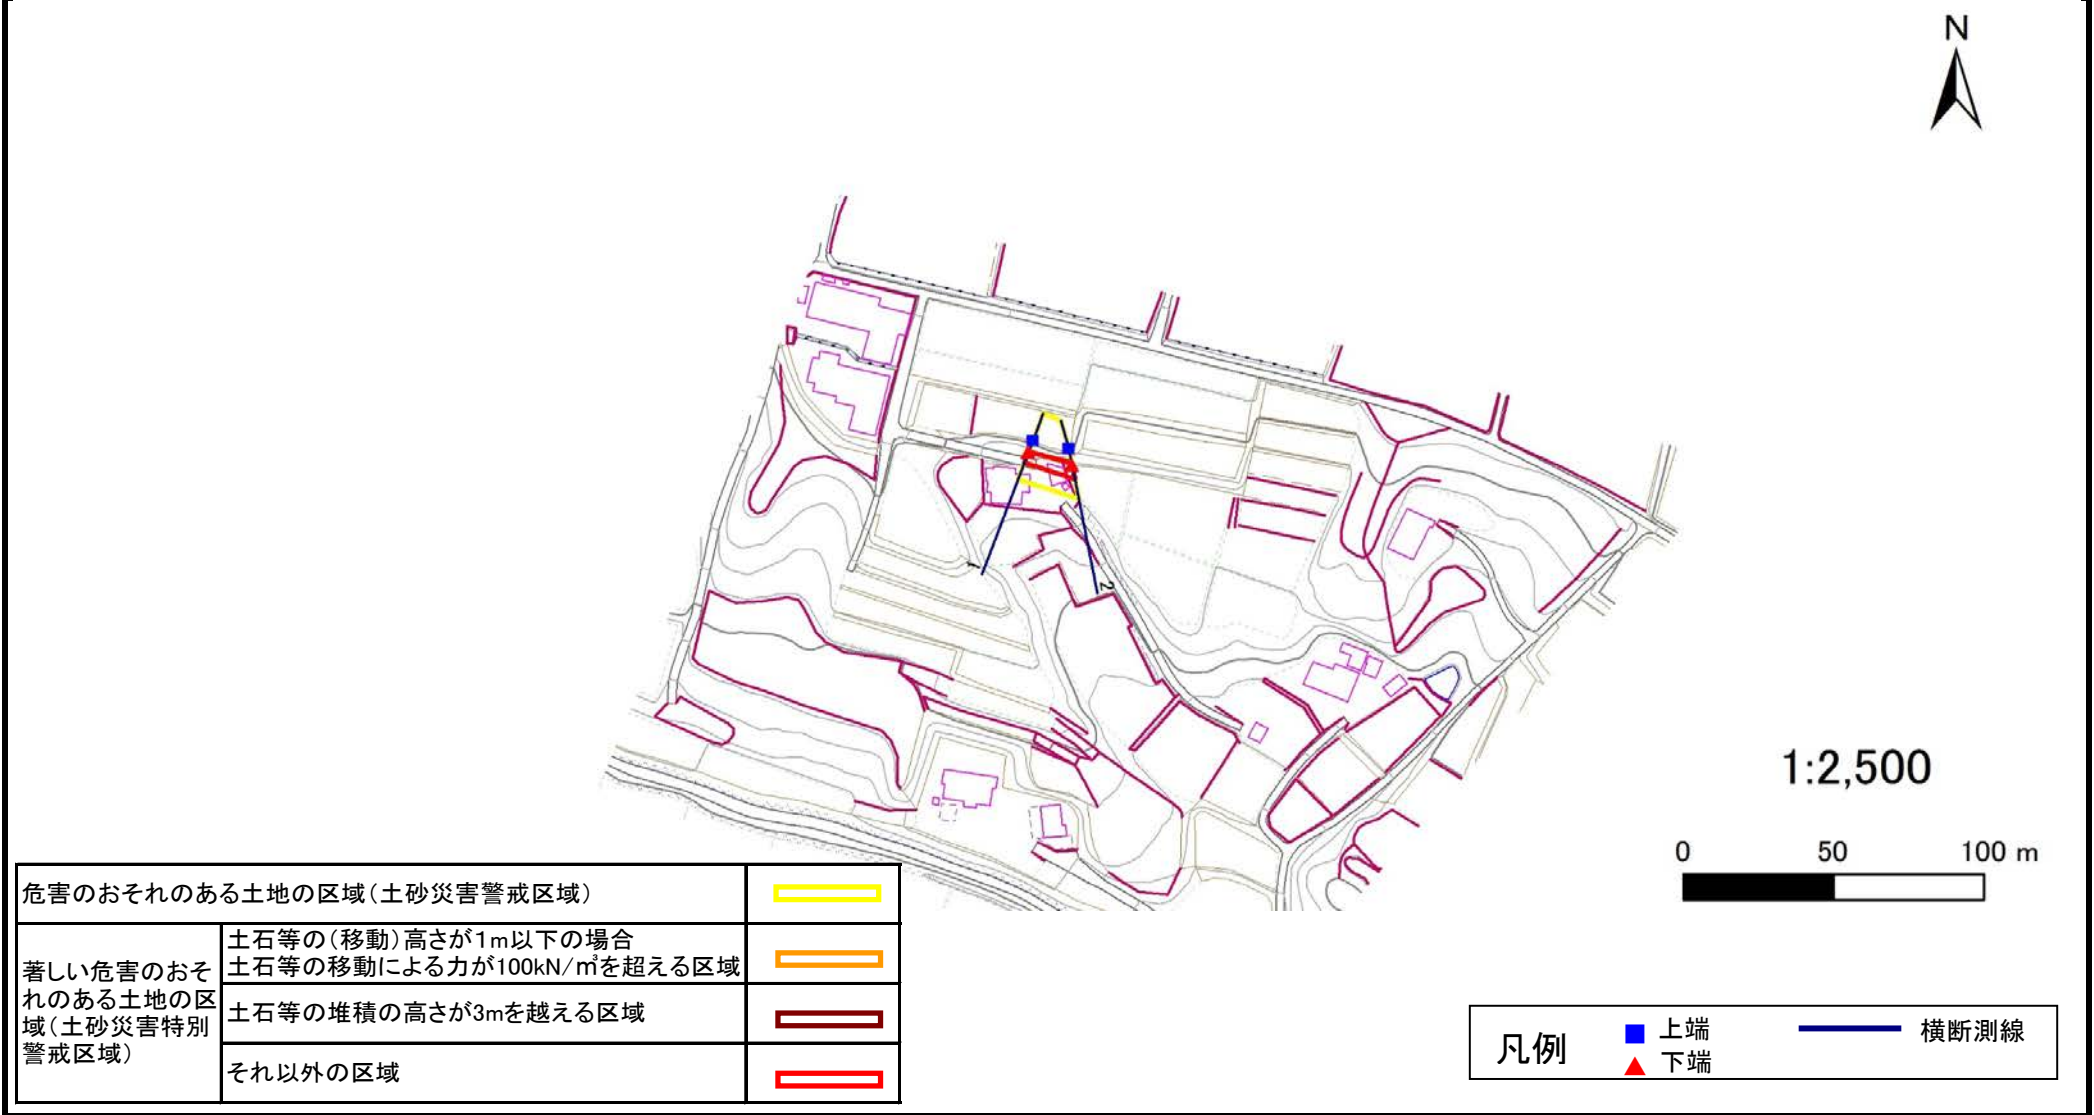 N
1
2
1:2,500
0 50 100 m
危害のおそれのある土地の区域(土砂災害警戒区域)
著しい危害のおそ
れのある土地の区
域(土砂災害特別
警戒区域)
土石等の(移動)高さが1m以下の場合
土石等の移動による力が100kN/㎥を超える区域
土石等の堆積の高さが3mを越える区域
それ以外の区域
凡例
上端
下端
横断測線